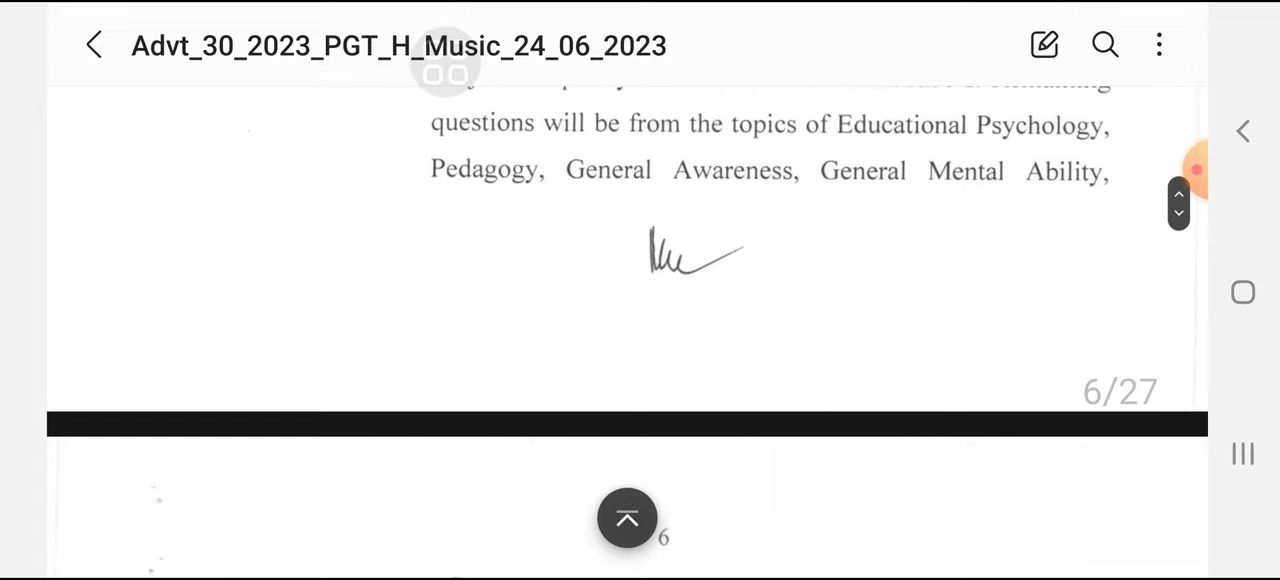 Advt_30_2023_PGT_H_Music_24_06_2023
questions will be from the topics of Educational Psychology,
Pedagogy, General Awareness, General Mental Ability,
6/27
6